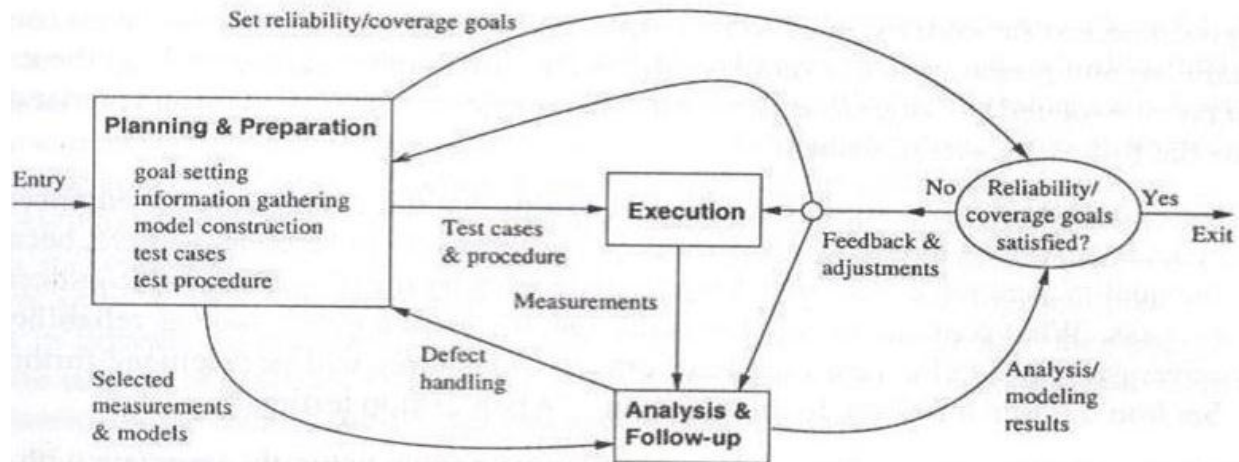 Set reliability/coverage goals
Planning & Preparation
Entry
goal setting
information gathering
model construction
test cases
test procedure
Test cases
& procedure
Execution
No
Reliability/
coverage goals
satisfied?
Yes
Exit
Feedback &
adjustments
Measurements
Defect
handling
Selected
measurements
& models
Analysis &
Follow-up
Analysis/
modeling
results